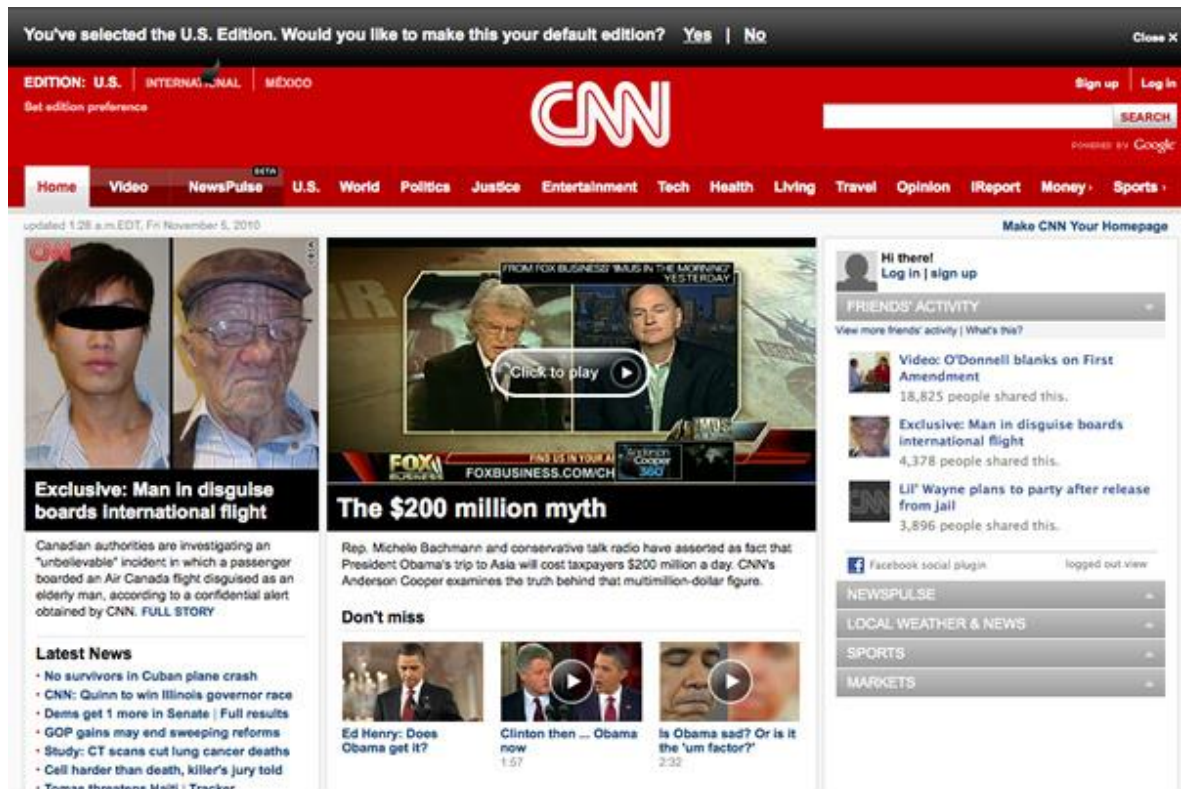 You've selected the U.S. Edition. Would you like to make this your default edition? Yes | No
Close X
EDITION: U.S. INTERNATIONAL MÉXICO
Set edition preference
CNN
Sign up Log in
SEARCH
POWERED BY Google
BETA
Home Video NewsPulse U.S. World Politics Justice Entertainment Tech Health Living Travel Opinion iReport Money › Sports ›
updated 1:28 a.m.EDT, Fri November 5, 2010
Make CNN Your Homepage
CNN
Exclusive: Man in disguise
boards international flight
Canadian authorities are investigating an
"unbelievable" incident in which a passenger
boarded an Air Canada flight disguised as an
elderly man, according to a confidential alert
obtained by CNN. FULL STORY
Latest News
• No survivors in Cuban plane crash
• CNN: Quinn to win Illinois governor race
• Dems get 1 more in Senate | Full results
• GOP gains may end sweeping reforms
• Study: CT scans cut lung cancer deaths
• Cell harder than death, killer's jury told
• Tomas threatens Haiti | Tracker
FROM FOX BUSINESS' 'IMUS IN THE MORNING'
YESTERDAY
Click to play
IMUS
FOX
BUSINESS
FIND US IN YOUR
FOXBUSINESS.COM/CH
Anderson
Cooper
360°
The $200 million myth
Rep. Michele Bachmann and conservative talk radio have asserted as fact that
President Obama's trip to Asia will cost taxpayers $200 million a day. CNN's
Anderson Cooper examines the truth behind that multimillion-dollar figure.
Don't miss
Ed Henry: Does
Obama get it?
Clinton then ... Obama
now
1:57
Is Obama sad? Or is it
the 'um factor?'
2:32
Hi there!
Log in | sign up
FRIENDS' ACTIVITY
View more friends' activity | What's this?
Video: O'Donnell blanks on First
Amendment
18,825 people shared this.
Exclusive: Man in disguise boards
international flight
4,378 people shared this.
CNN
Lil' Wayne plans to party after release
from jail
3,896 people shared this.
Facebook social plugin
logged out view
NEWSPULSE
LOCAL WEATHER & NEWS
SPORTS
MARKETS